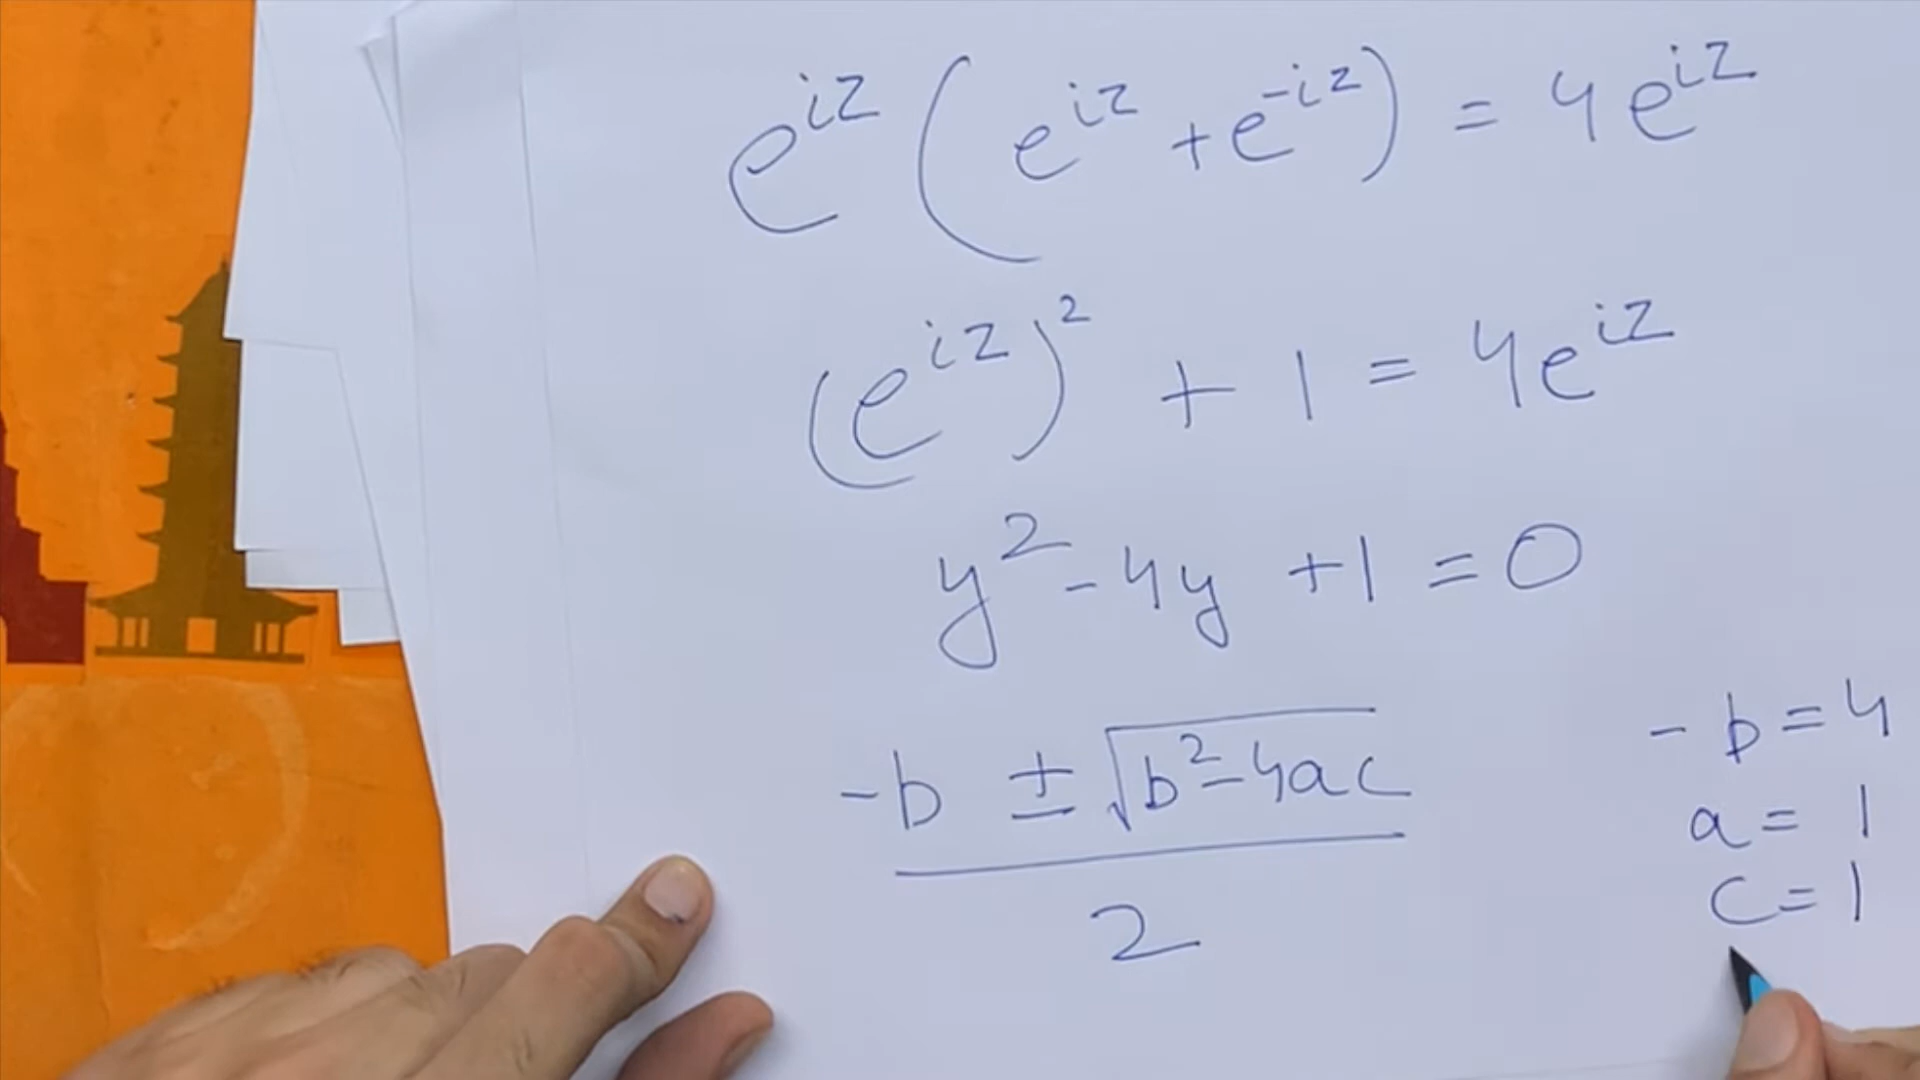 e^{iz} (e^{iz} + e^{-iz}) = 4e^{iz}
(e^{iz})^2 + 1 = 4e^{iz}
y^2 - 4y + 1 = 0
-b ± √(b^2 - 4ac)
2
-b = 4
a = 1
c = 1